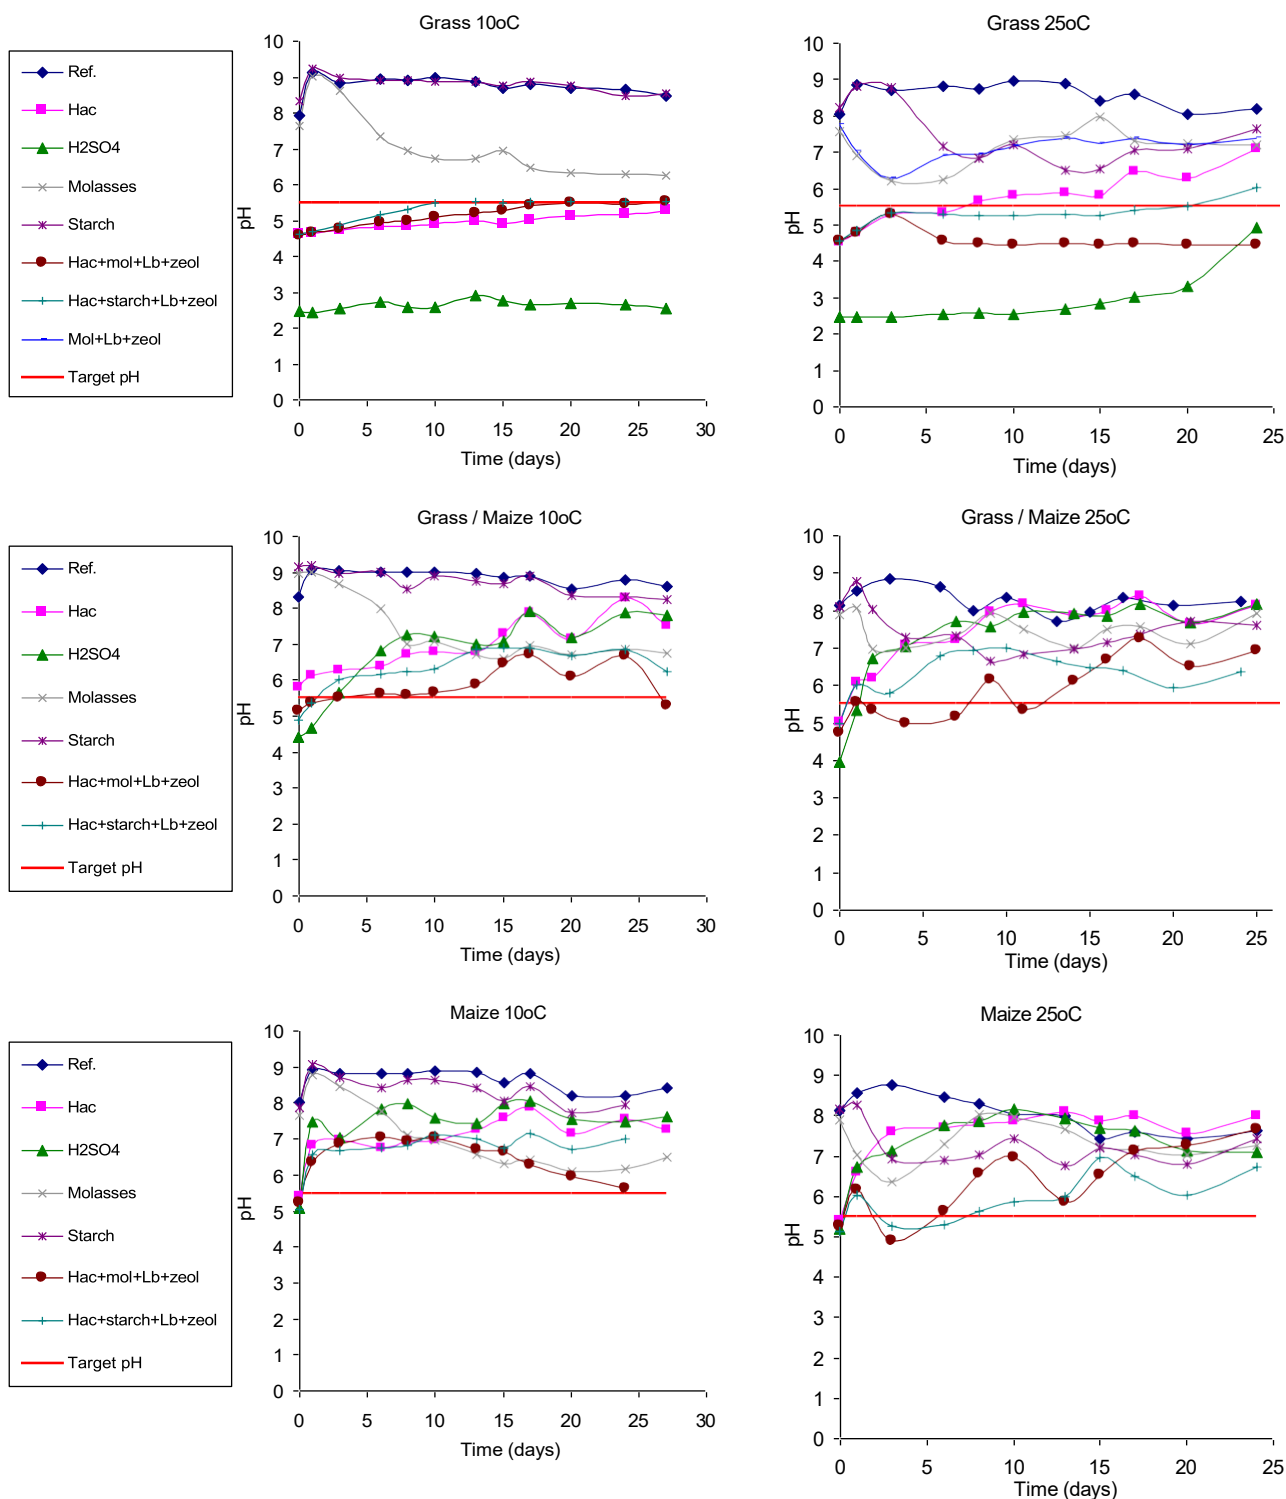 Grass 10oC
Ref.
Hac
H2SO4
Molasses
Starch
Hac+mol+Lb+zeol
Hac+starch+Lb+zeol
Mol+Lb+zeol
Target pH
10
9
8
7
6
5
4
3
2
1
0
pH
0 5 10 15 20 25 30
Time (days)
Grass 25oC
10
9
8
7
6
5
4
3
2
1
0
pH
0 5 10 15 20 25
Time (days)
Grass / Maize 10oC
Ref.
Hac
H2SO4
Molasses
Starch
Hac+mol+Lb+zeol
Hac+starch+Lb+zeol
Target pH
10
9
8
7
6
5
4
3
2
1
0
pH
0 5 10 15 20 25 30
Time (days)
Grass / Maize 25oC
10
9
8
7
6
5
4
3
2
1
0
pH
0 5 10 15 20 25
Time (days)
Maize 10oC
Ref.
Hac
H2SO4
Molasses
Starch
Hac+mol+Lb+zeol
Hac+starch+Lb+zeol
Target pH
10
9
8
7
6
5
4
3
2
1
0
pH
0 5 10 15 20 25 30
Time (days)
Maize 25oC
10
9
8
7
6
5
4
3
2
1
0
pH
0 5 10 15 20 25
Time (days)